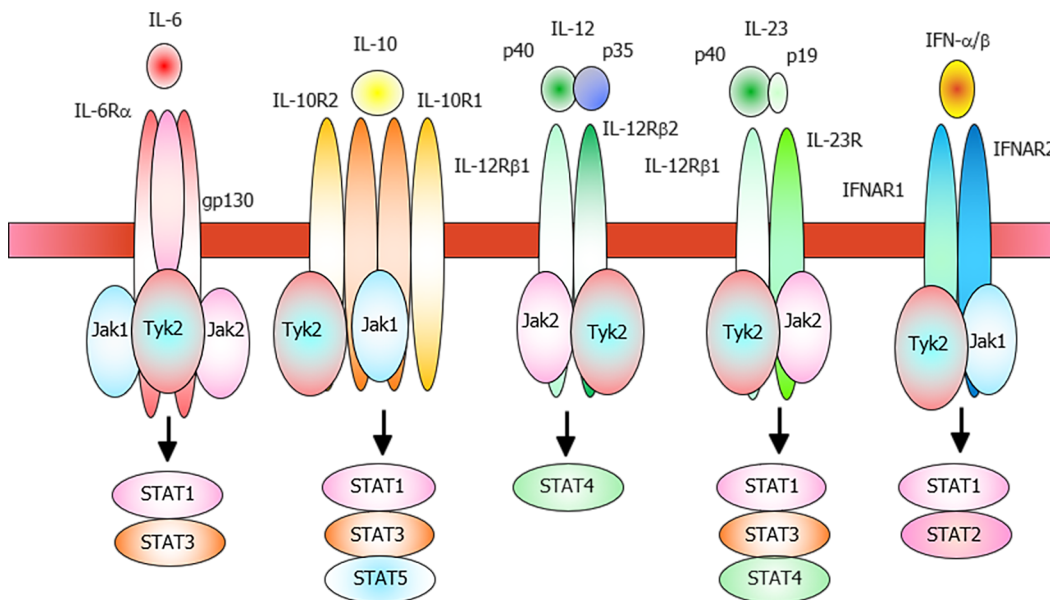 IL-6
IL-10
IL-12
IL-23
IFN-α/β
p40
p35
p40
p19
IL-6Rα
IL-10R2
IL-10R1
IL-12Rβ2
IL-12Rβ1
IL-12Rβ1
IL-23R
IFNAR1
IFNAR2
gp130
Jak1
Tyk2
Jak2
Tyk2
Jak1
Jak2
Tyk2
Tyk2
Jak2
Tyk2
Jak1
STAT1
STAT3
STAT1
STAT3
STAT5
STAT4
STAT1
STAT3
STAT4
STAT1
STAT2